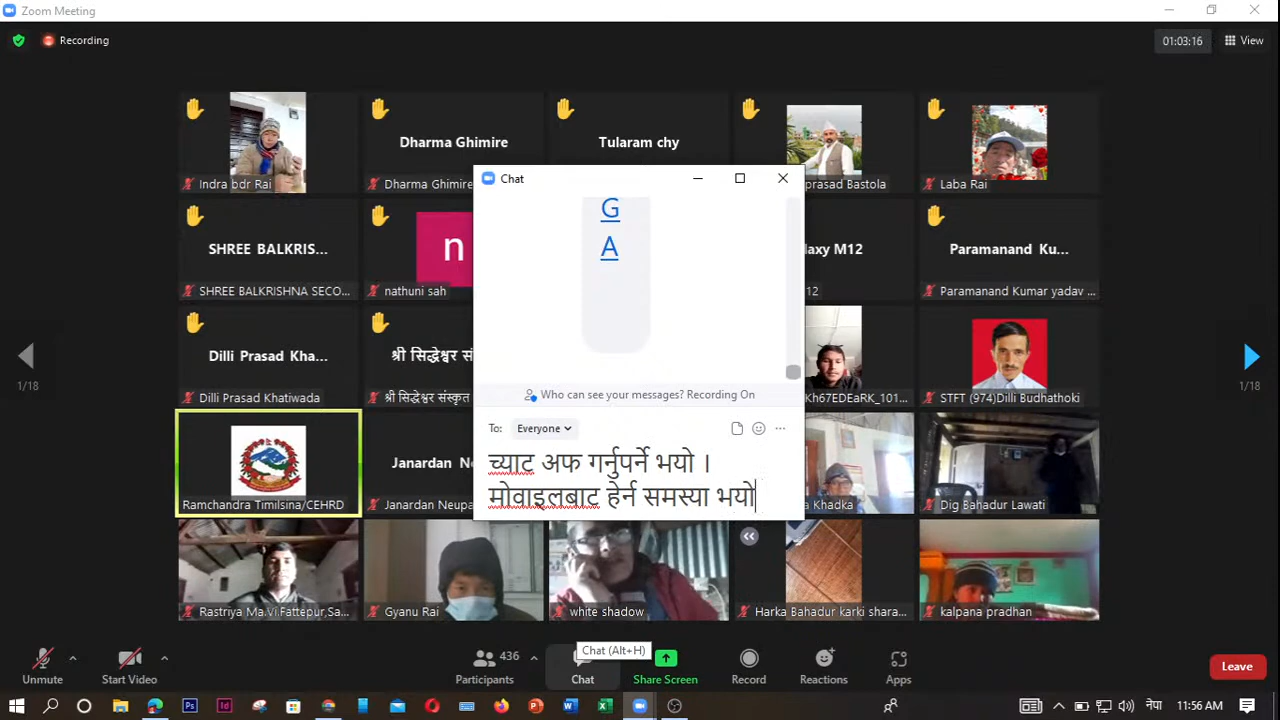 Zoom Meeting
Recording
01:03:16
View
Indra bdr Rai
Dharma Ghimire
Dharma Ghimire
Tularam chy
prasad Bastola
Laba Rai
Chat
G
A
SHREE BALKRIS...
SHREE BALKRISHNA SECO...
n
nathuni sah
laxy M12
12
Paramanand Ku...
Paramanand Kumar yadav ...
Dilli Prasad Kha...
Dilli Prasad Khatiwada
श्री सिद्धेश्वर सं
श्री सिद्धेश्वर संस्कृत
Kh67EDEaRK_101...
STFT (974)Dilli Budhathoki
1/18
1/18
Who can see your messages? Recording On
To:
Everyone
च्याट अफ गर्नुपर्ने भयो ।
मोवाइलबाट हेर्न समस्या भयो
Ramchandra Timilsina/CEHRD
Janardan Ne
Janardan Neupa
a Khadka
Dig Bahadur Lawati
Rastriya Ma.Vi.Fattepur,Sa...
Gyanu Rai
white shadow
Harka Bahadur karki shara...
kalpana pradhan
Chat (Alt+H)
Unmute
Start Video
436
Participants
Chat
Share Screen
Record
Reactions
Apps
Leave
Ps
Id
नेपा
11:56 AM